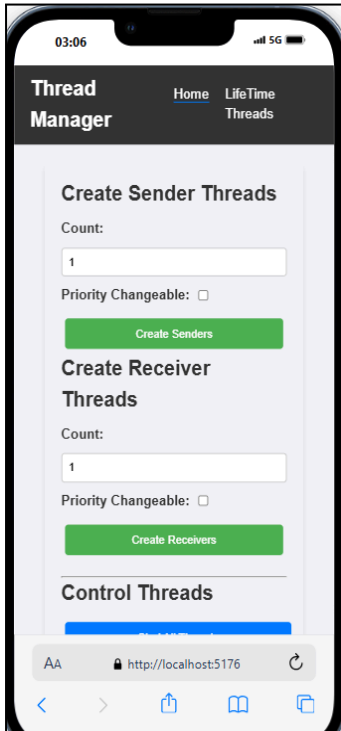 03:06
5G
Thread Manager
Home
LifeTime Threads
Create Sender Threads
Count:
1
Priority Changeable:
Create Senders
Create Receiver
Threads
Count:
1
Priority Changeable:
Create Receivers
Control Threads
AA
http://localhost:5176